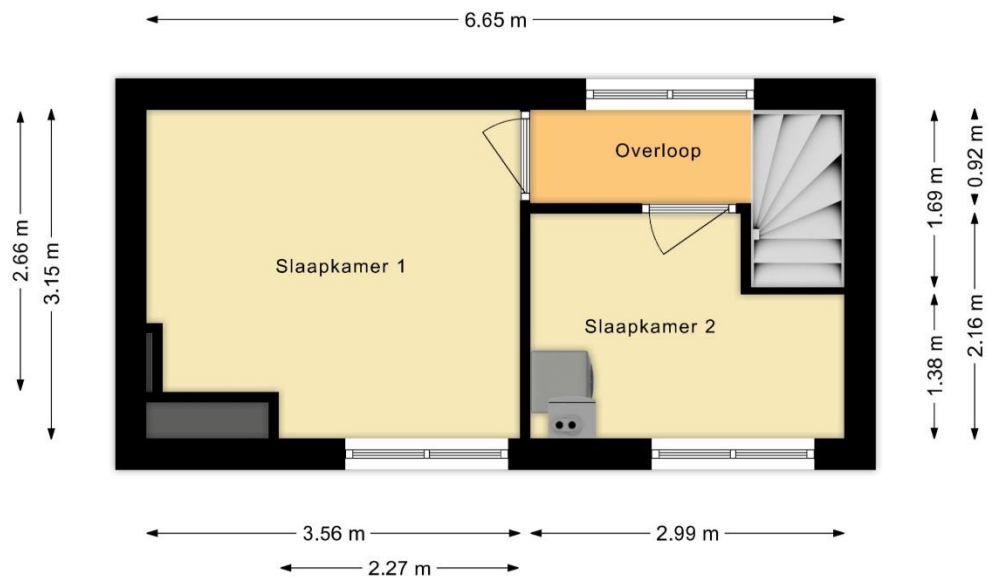 6.65 m
Overloop
Slaapkamer 1
Slaapkamer 2
2.66 m
3.15 m
1.69 m
0.92 m
1.38 m
2.16 m
3.56 m
2.99 m
2.27 m